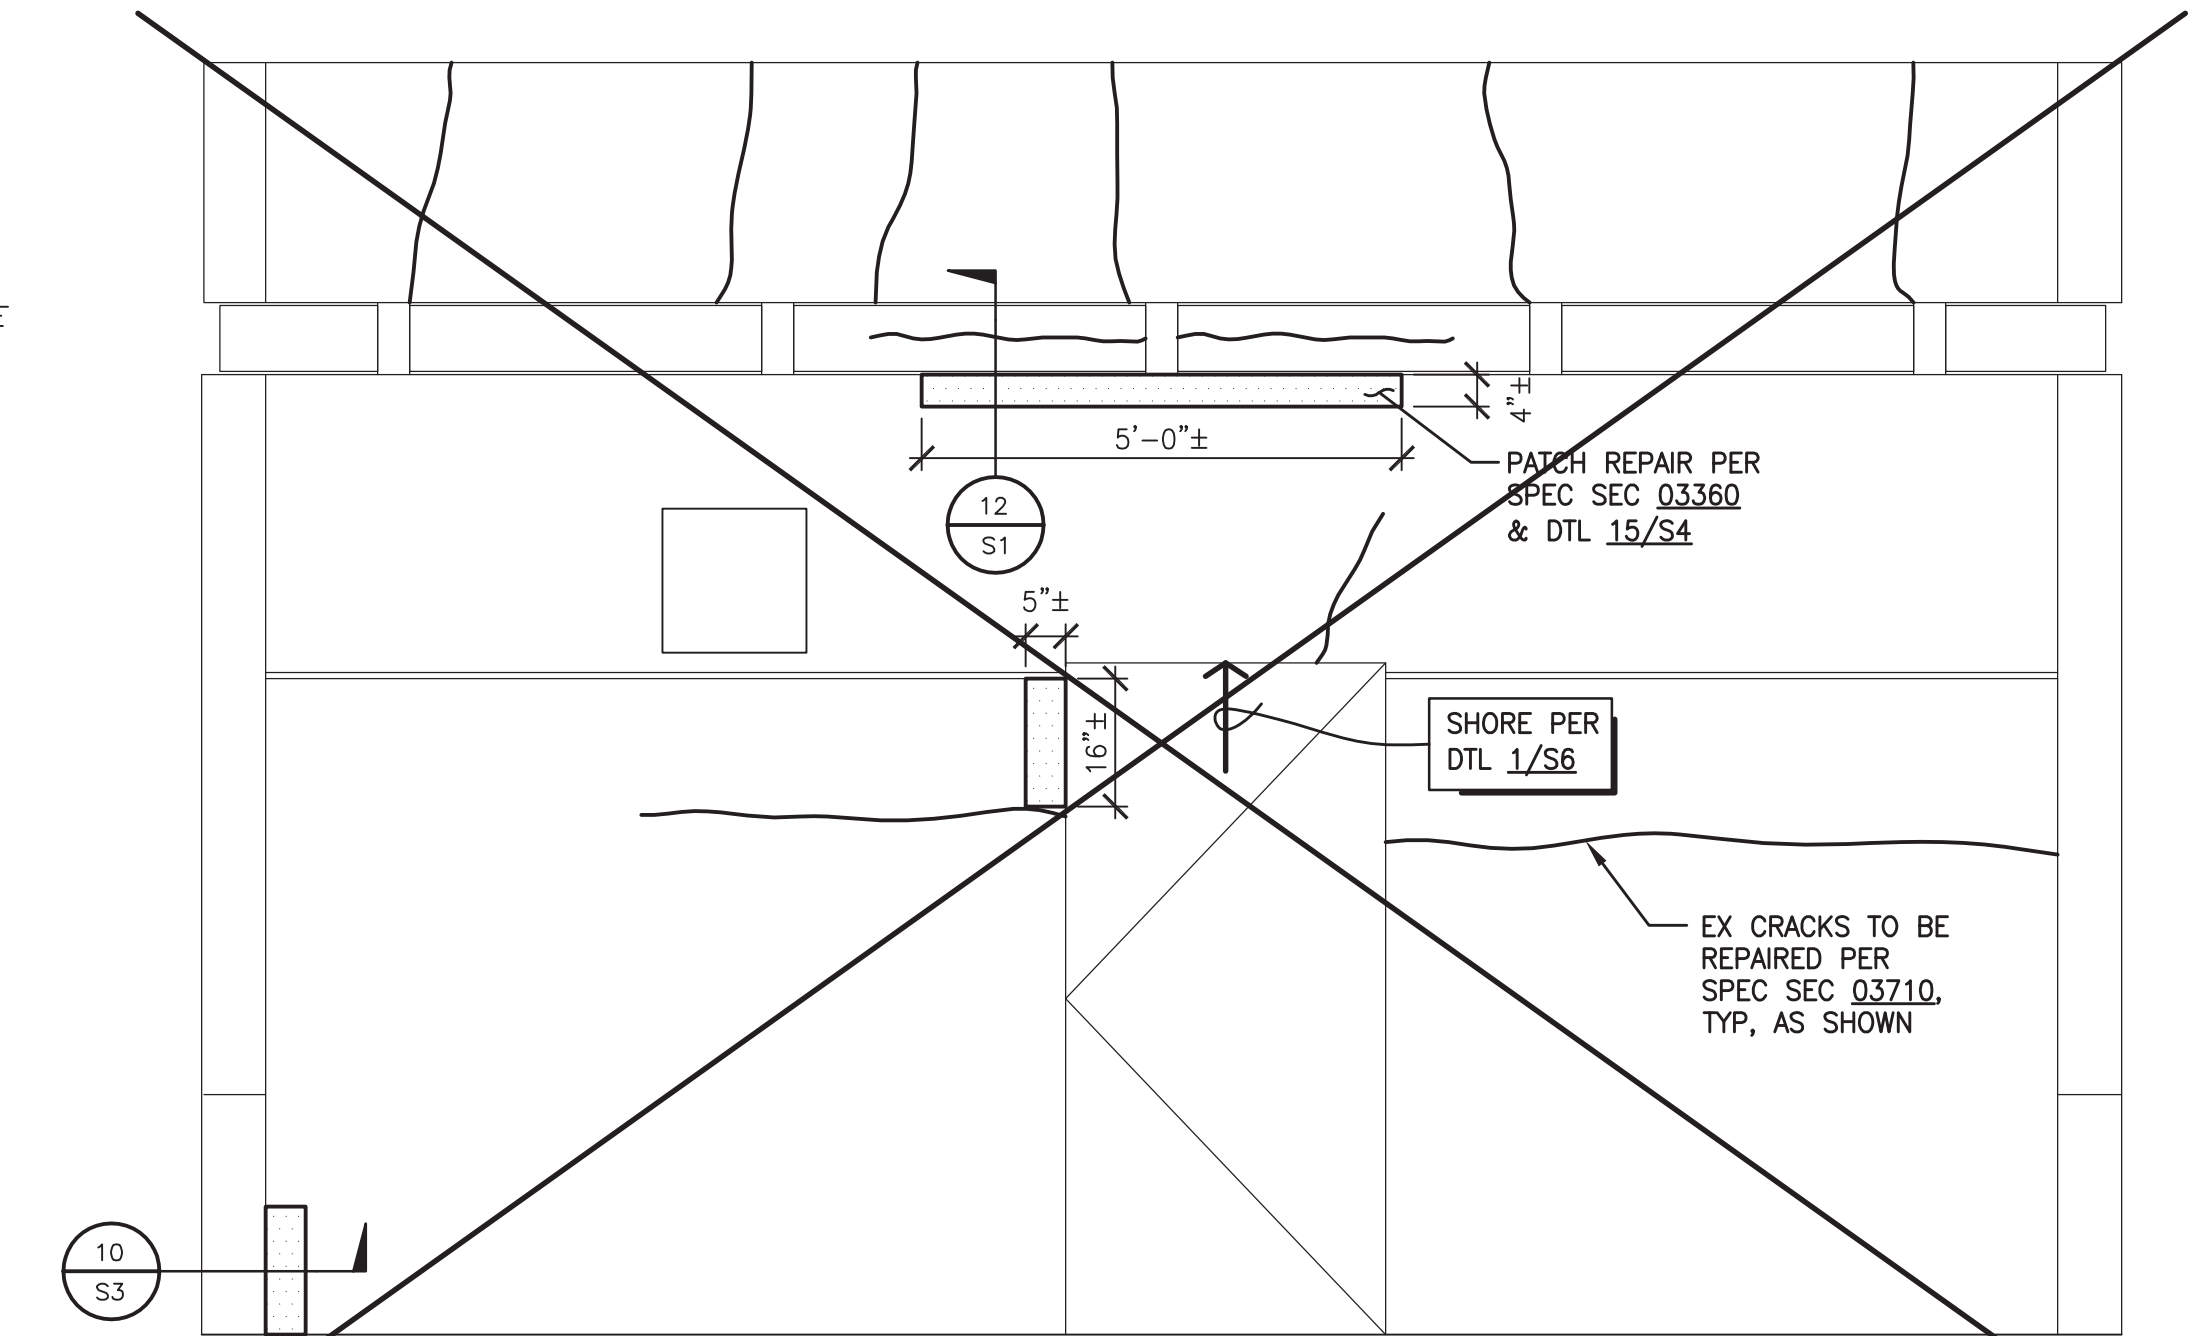 4"±
5'-0"±
PATCH REPAIR PER
SPEC SEC 03360
& DTL 15/S4
12
S1
5"±
16"±
SHORE PER
DTL 1/S6
EX CRACKS TO BE
REPAIRED PER
SPEC SEC 03710,
TYP, AS SHOWN
10
S3